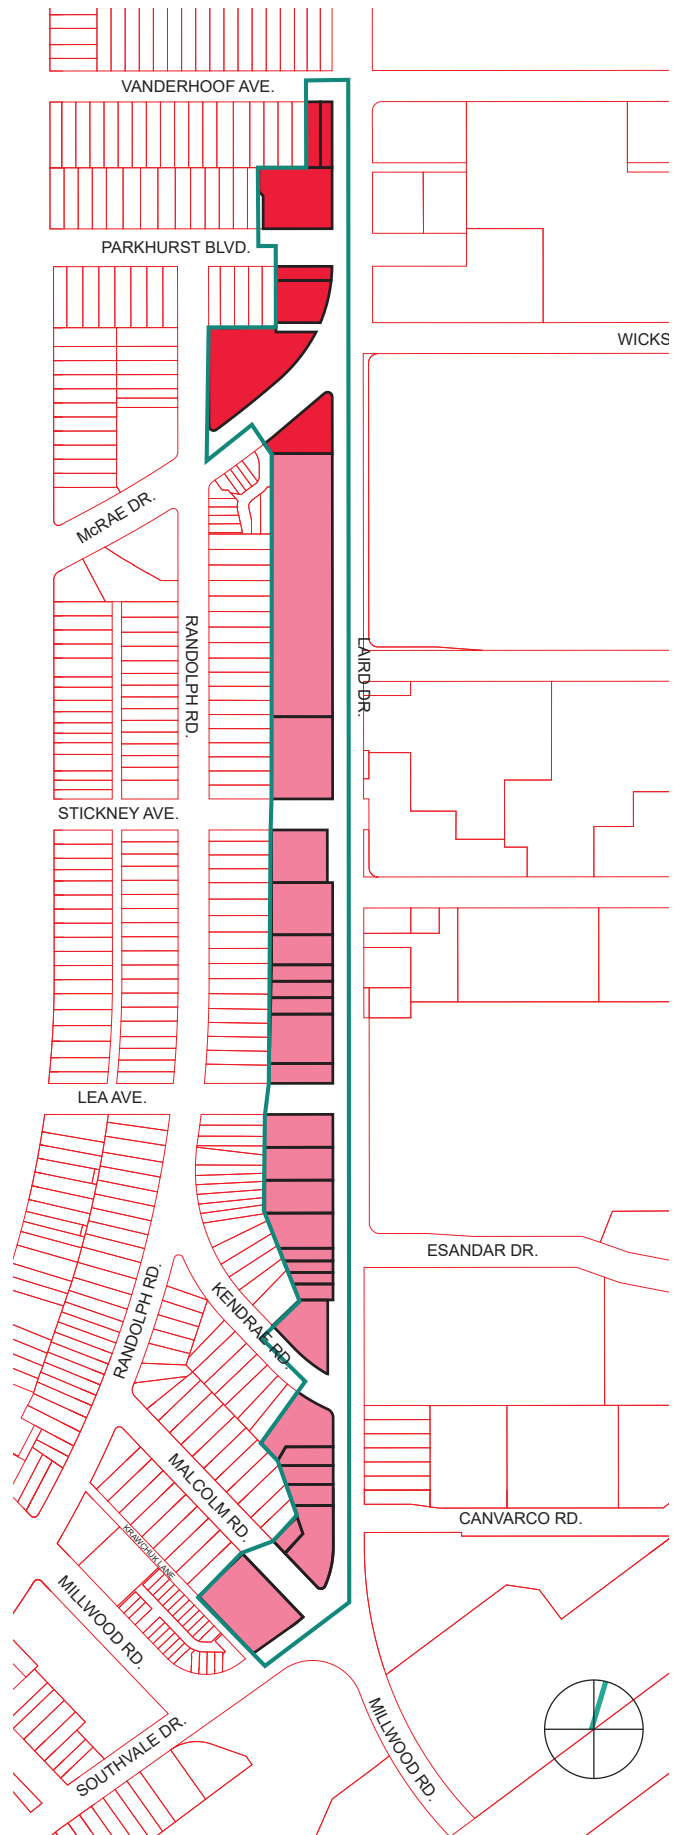 VANDERHOOF AVE.
PARKHURST BLVD.
WICKS
McRAE DR.
RANDOLPH RD.
LAIRD DR.
STICKNEY AVE.
LEA AVE.
ESANDAR DR.
RANDOLPH RD.
KENDRAE RD.
MALCOLM RD.
CANVARCO RD.
KRAWCHUK LANE
MILLWOOD RD.
MILLWOOD RD.
SOUTHVALE DR.